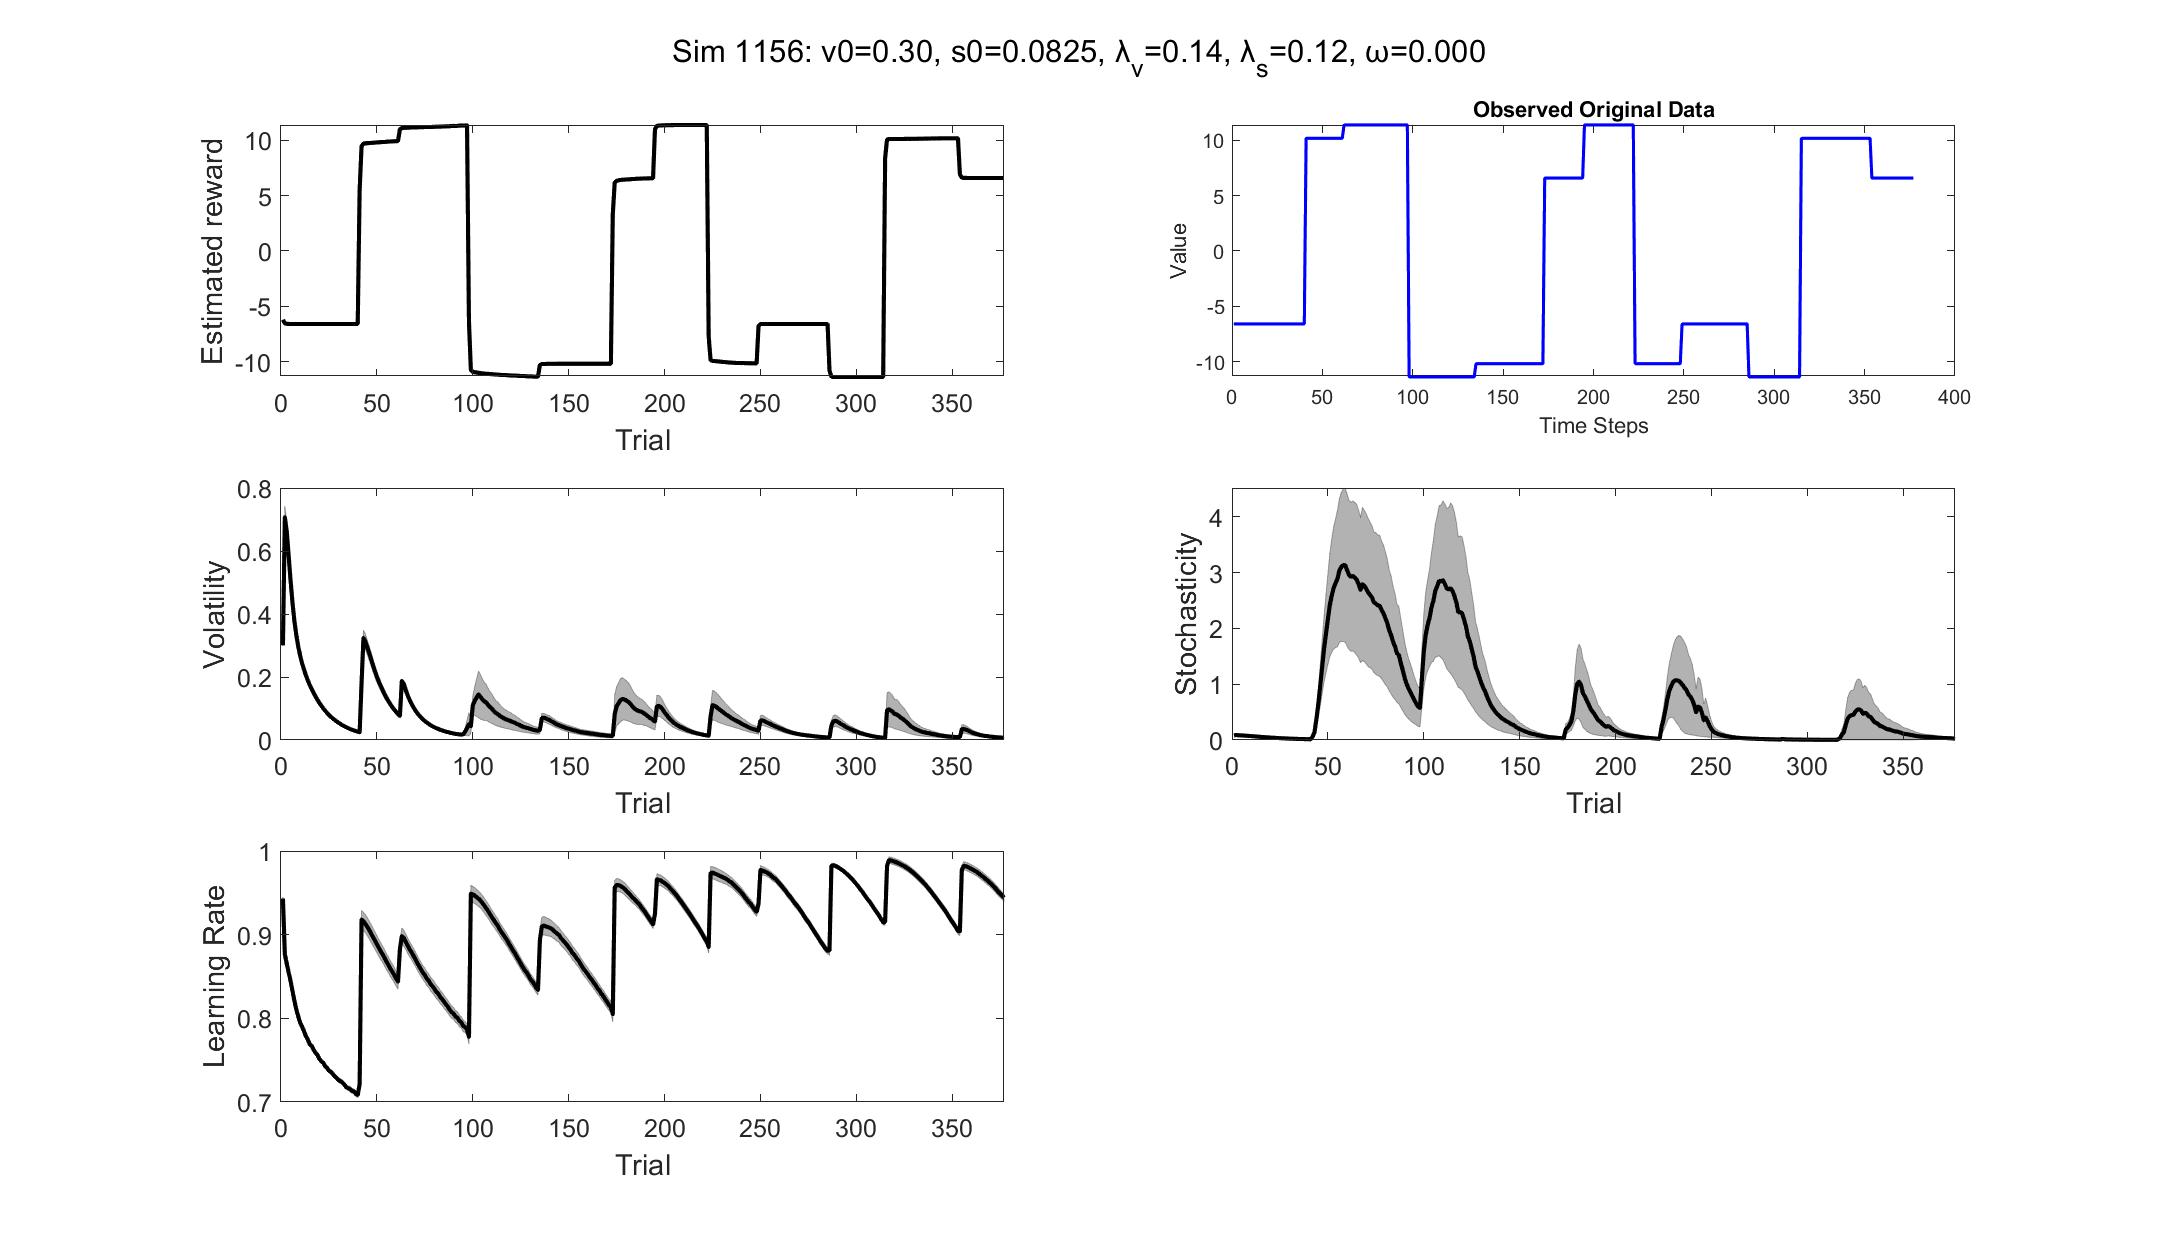 Sim 1156: v0=0.30, s0=0.0825, λv=0.14, λs=0.12, ω=0.000
Estimated reward
10
5
0
-5
-10
0 50 100 150 200 250 300 350
Trial
Observed Original Data
Value
10
5
0
-5
-10
0 50 100 150 200 250 300 350 400
Time Steps
Volatility
0.8
0.6
0.4
0.2
0
0 50 100 150 200 250 300 350
Trial
Stochasticity
4
3
2
1
0
0 50 100 150 200 250 300 350
Trial
Learning Rate
1
0.9
0.8
0.7
0 50 100 150 200 250 300 350
Trial